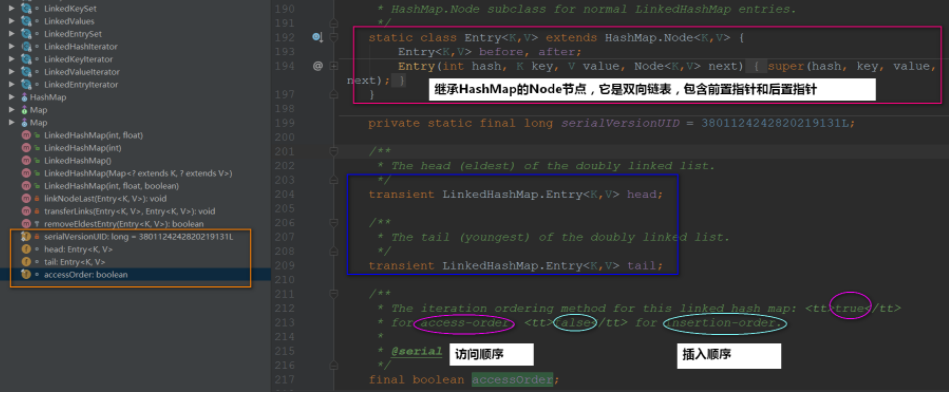 LinkedKeySet
LinkedValues
LinkedEntrySet
LinkedHashIterator
LinkedKeyIterator
LinkedValueIterator
LinkedEntryIterator
HashMap
Map
Map
LinkedHashMap(int, float)
LinkedHashMap(int)
LinkedHashMap()
LinkedHashMap(Map<? extends K, ? extends V>)
LinkedHashMap(int, float, boolean)
linkNodeLast(Entry<K, V>): void
transferLinks(Entry<K, V>, Entry<K, V>): void
removeEldestEntry(Entry<K, V>): boolean
serialVersionUID: long = 3801124242820219131L
head: Entry<K, V>
tail: Entry<K, V>
accessOrder: boolean
190 * HashMap.Node subclass for normal LinkedHashMap entries.
191 */
192 static class Entry<K,V> extends HashMap.Node<K,V> {
193 Entry<K,V> before, after;
194 @ Entry(int hash, K key, V value, Node<K,V> next) { super(hash, key, value,
next); }
继承HashMap的Node节点，它是双向链表，包含前置指针和后置指针
197 }
198
199 private static final long serialVersionUID = 3801124242820219131L;
200
201 /**
202 * The head (eldest) of the doubly linked list.
203 */
204 transient LinkedHashMap.Entry<K,V> head;
205
206 /**
207 * The tail (youngest) of the doubly linked list.
208 */
209 transient LinkedHashMap.Entry<K,V> tail;
210
211 /**
212 * The iteration ordering method for this linked hash map: <tt>true</tt>
213 * for access-order, <tt>false</tt> for insertion-order.
214 *
215 * @serial 访问顺序 插入顺序
216 */
217 final boolean accessOrder;